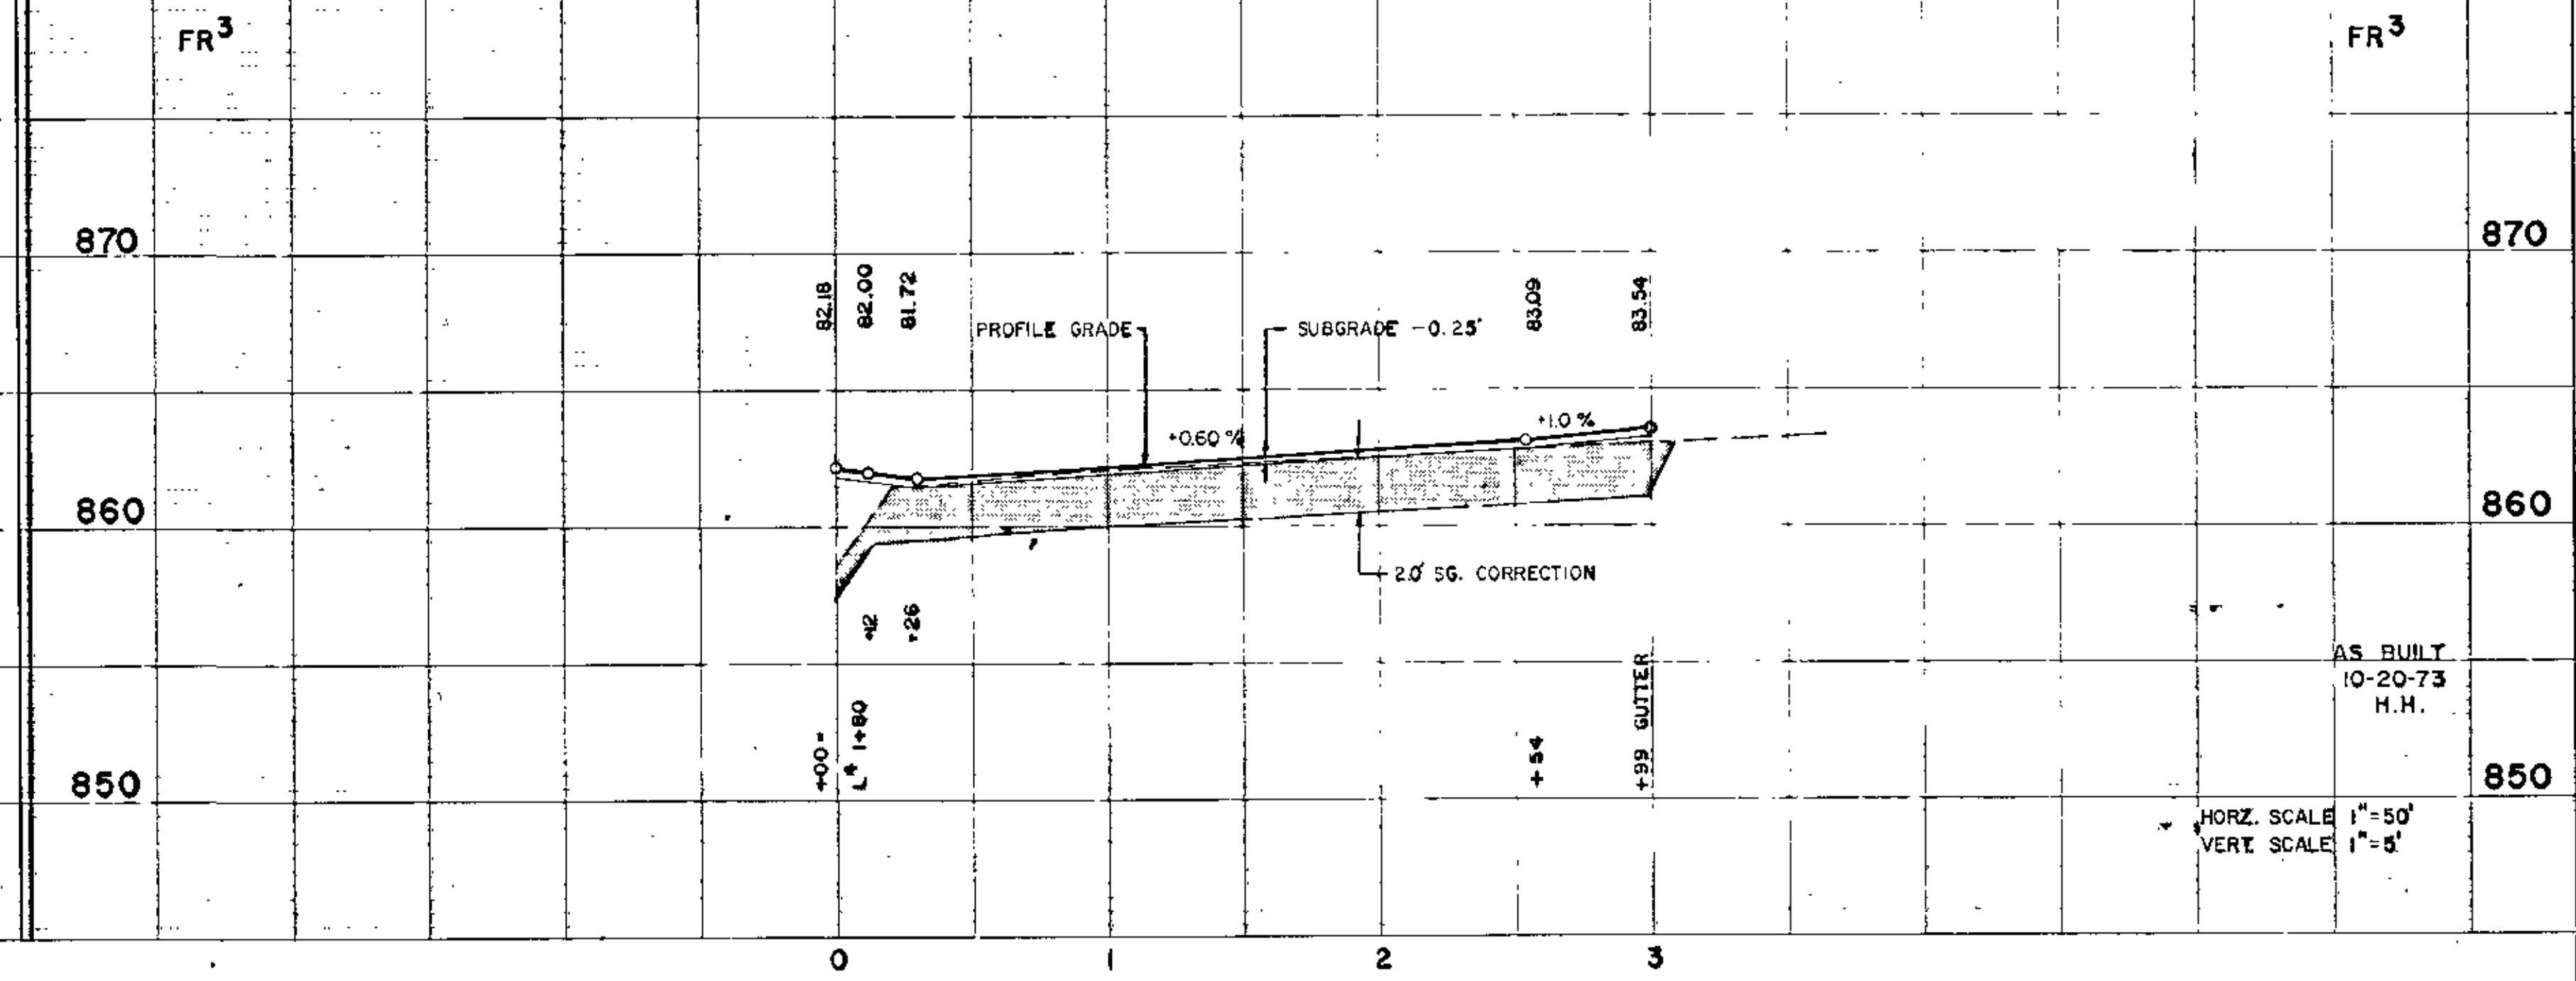 FR³ FR³
870 870
82.18 82.00 81.72 83.09 83.54
PROFILE GRADE SUBGRADE -0.25'
+0.60 % +1.0 %
860 860
2.0' SG. CORRECTION
+12 +26
AS BUILT
10-20-73
H.H.
+00 =
L⁴ 1+80
+54
+99 GUTTER
850 850
HORZ. SCALE 1"=50'
VERT. SCALE 1"=5'
0 1 2 3